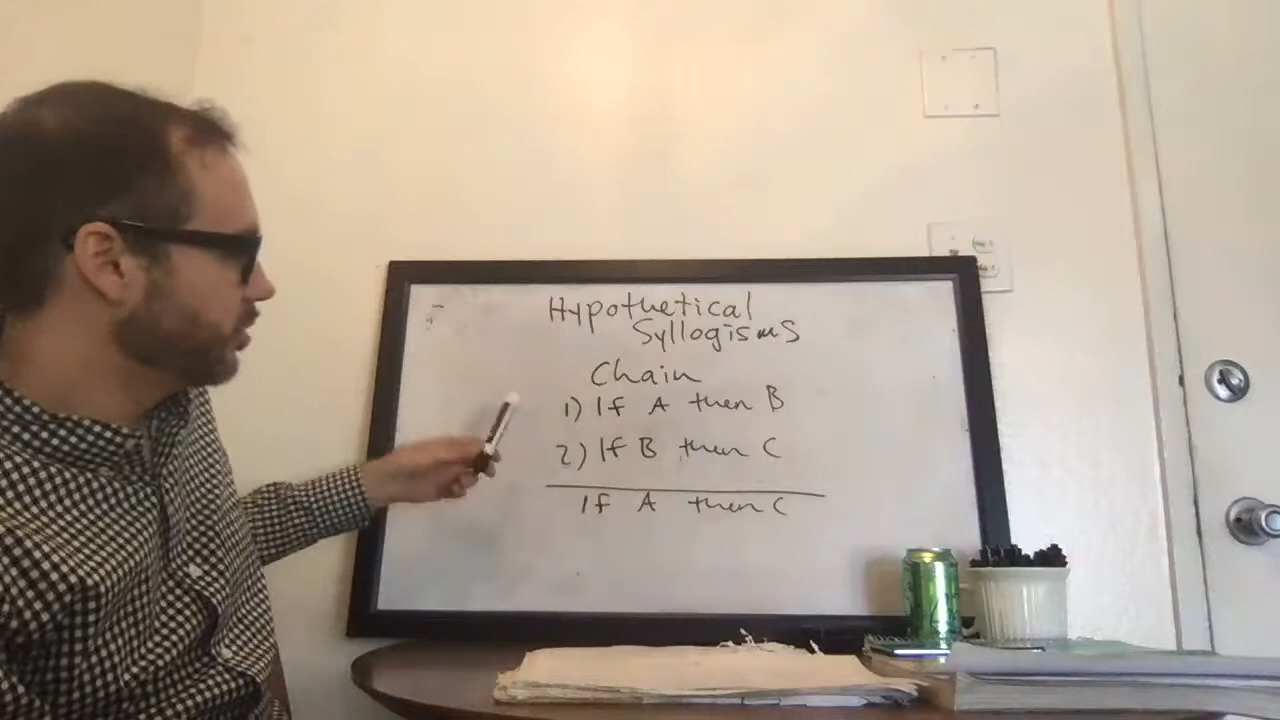 Hypothetical
Syllogisms
Chain
1) If A then B
2) If B then C
If A then C